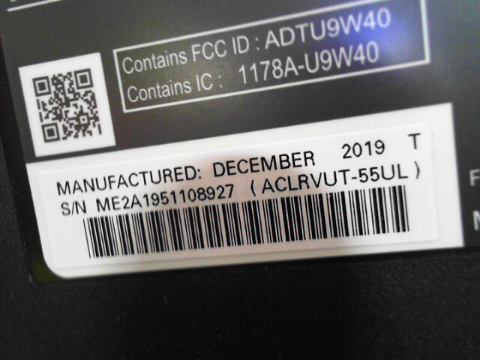 Contains FCC ID : ADTU9W40
Contains IC : 1178A-U9W40
MANUFACTURED: DECEMBER 2019 T
S/N ME2A1951108927 (ACLRVUT-55UL)